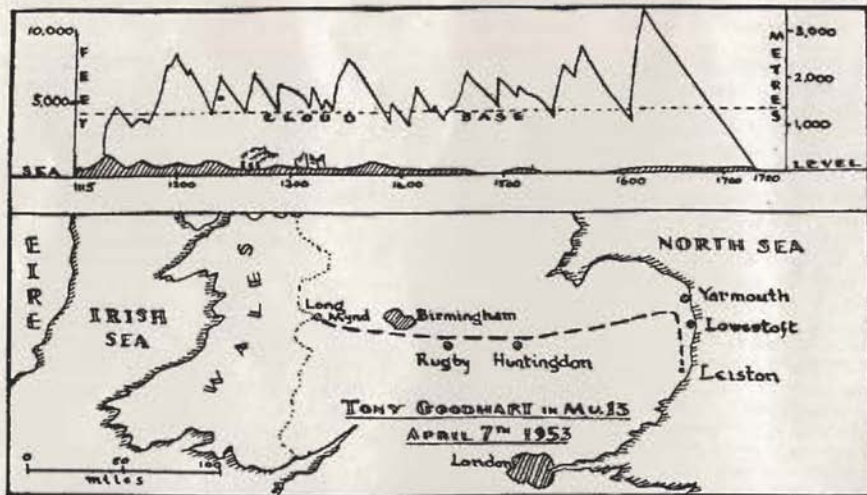 10,000
FEET
5,000
METRES
3,000
2,000
1,000
CLOUD BASE
SEA
LEVEL
1115 1200 1300 1400 1500 1600 1700 1720
EIRE
IRISH
SEA
WALES
NORTH SEA
Long
Mynd
Birmingham
Rugby
Huntingdon
Yarmouth
Lowestoft
Leiston
TONY GOODHART IN MU.13
APRIL 7TH 1953
London
0 50 100
miles